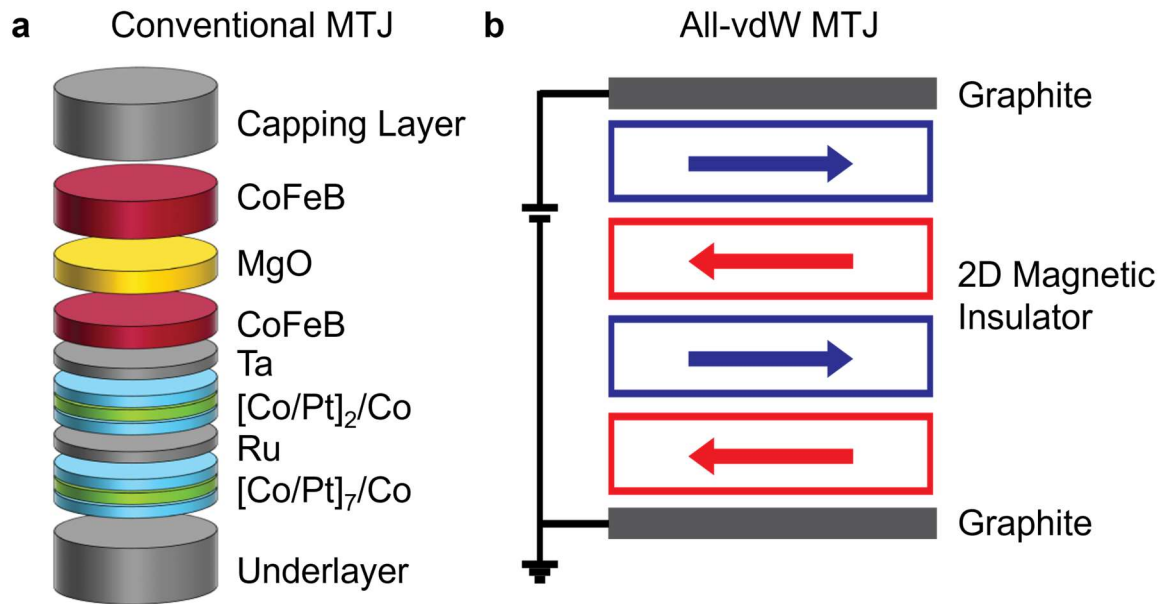 a
Conventional MTJ
Capping Layer
CoFeB
MgO
CoFeB
Ta
[Co/Pt]2/Co
Ru
[Co/Pt]7/Co
Underlayer
b
All-vdW MTJ
Graphite
2D Magnetic
Insulator
Graphite